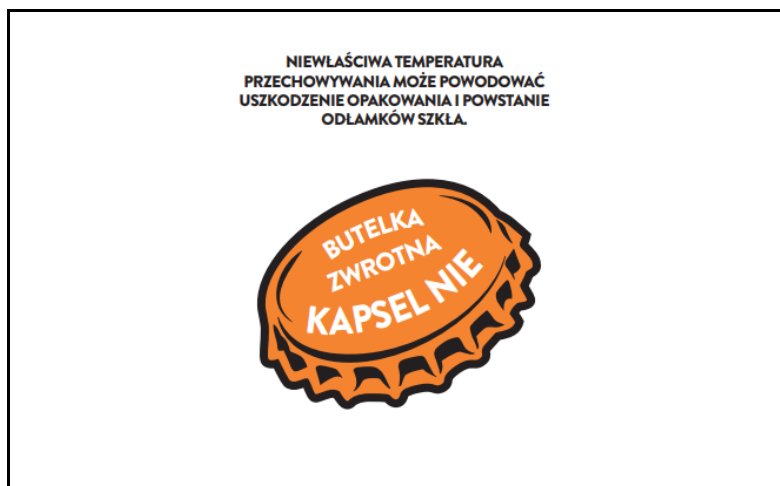 NIEWŁAŚCIWA TEMPERATURA
PRZECHOWYWANIA MOŻE POWODOWAĆ
USZKODZENIE OPAKOWANIA I POWSTANIE
ODŁAMKÓW SZKŁA.
BUTELKA
ZWROTNA
KAPSEL NIE